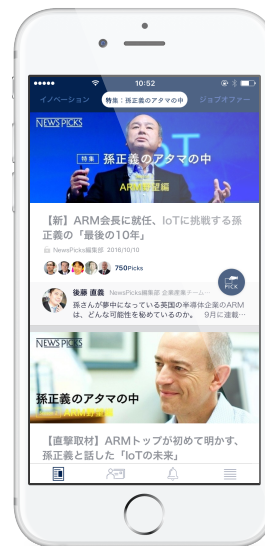 10:52
イノベーション 特集:孫正義のアタマの中 ジョブオファー
NEWSPICKS
IoT
特集 孫正義のアタマの中
ARM野望編
【新】ARM会長に就任、IoTに挑戦する孫
正義の「最後の10年」
NewsPicks編集部 2016/10/10
750Picks
PICK
後藤 直義 NewsPicks編集部 企業産業チーム…
孫さんが夢中になっている英国の半導体企業のARM
は、どんな可能性を秘めているのか。 9月に連載…
NEWSPICKS
孫正義のアタマの中
ARM野望編
【直撃取材】ARMトップが初めて明かす、
孫正義と話した「IoTの未来」